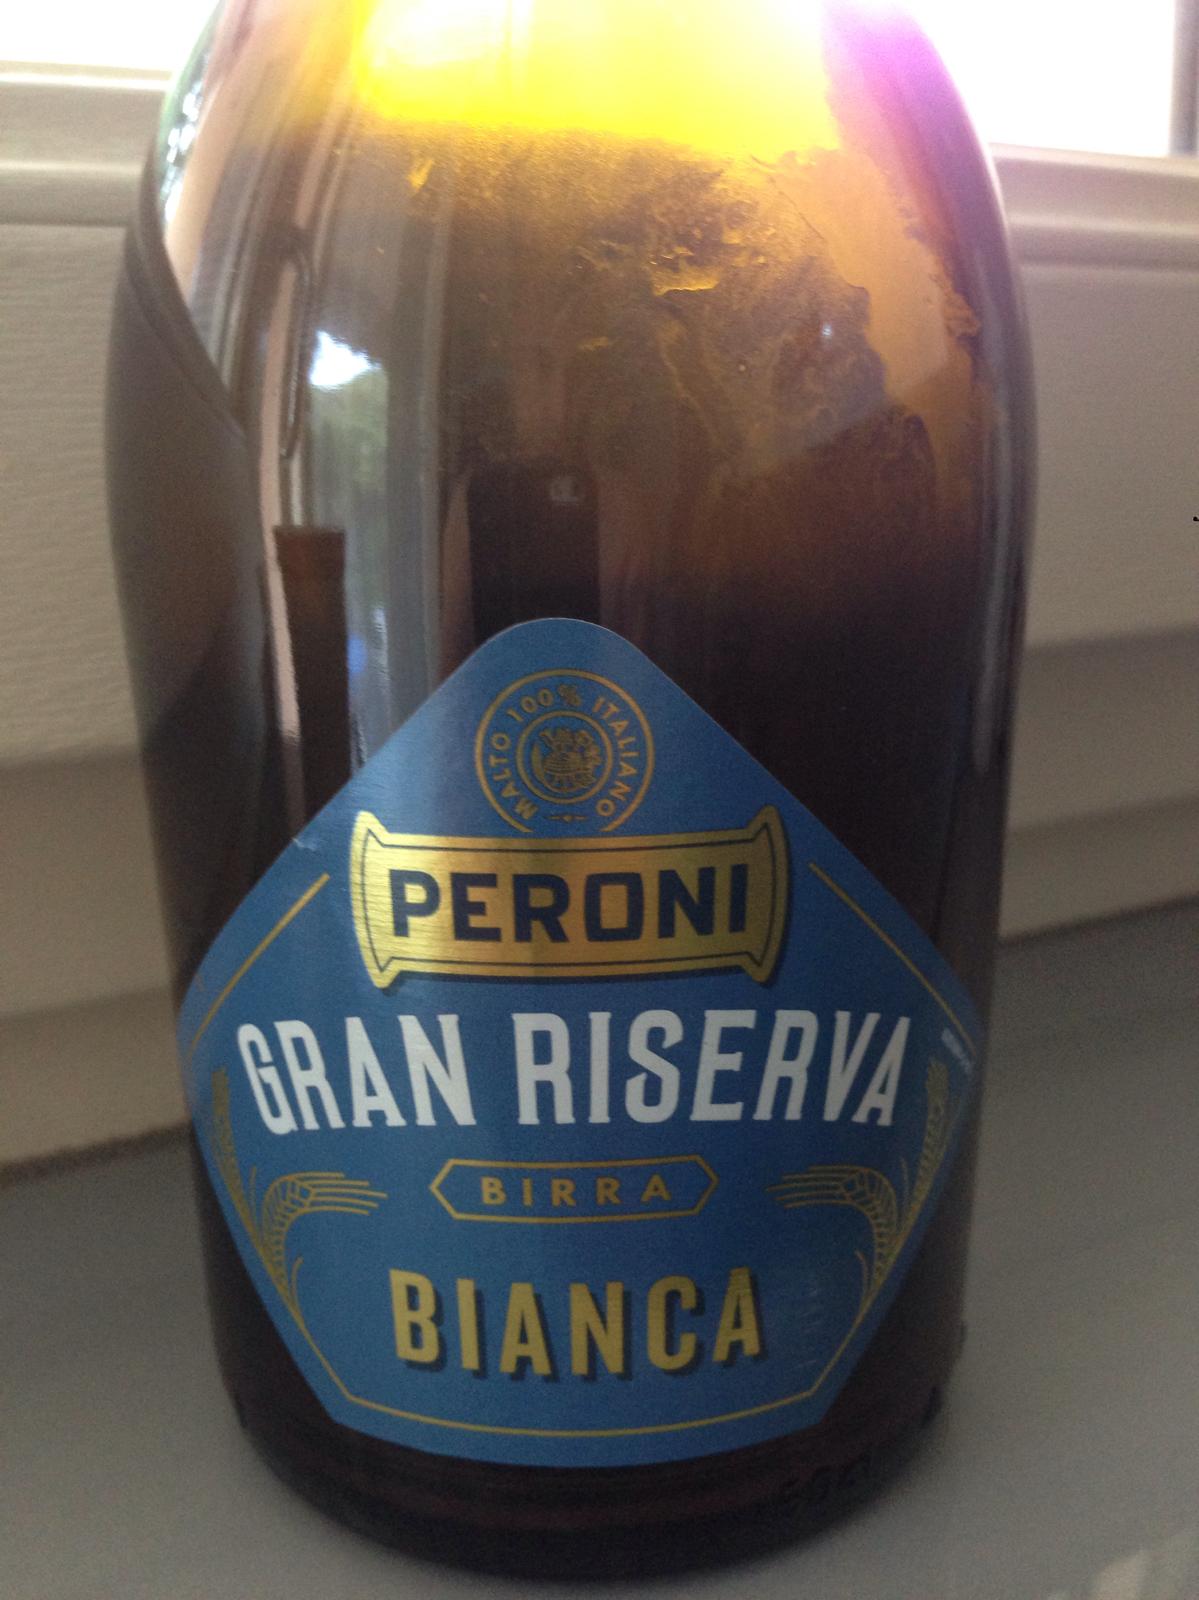 MALTO 100% ITALIANO
PERONI
GRAN RISERVA
BIRRA
BIANCA